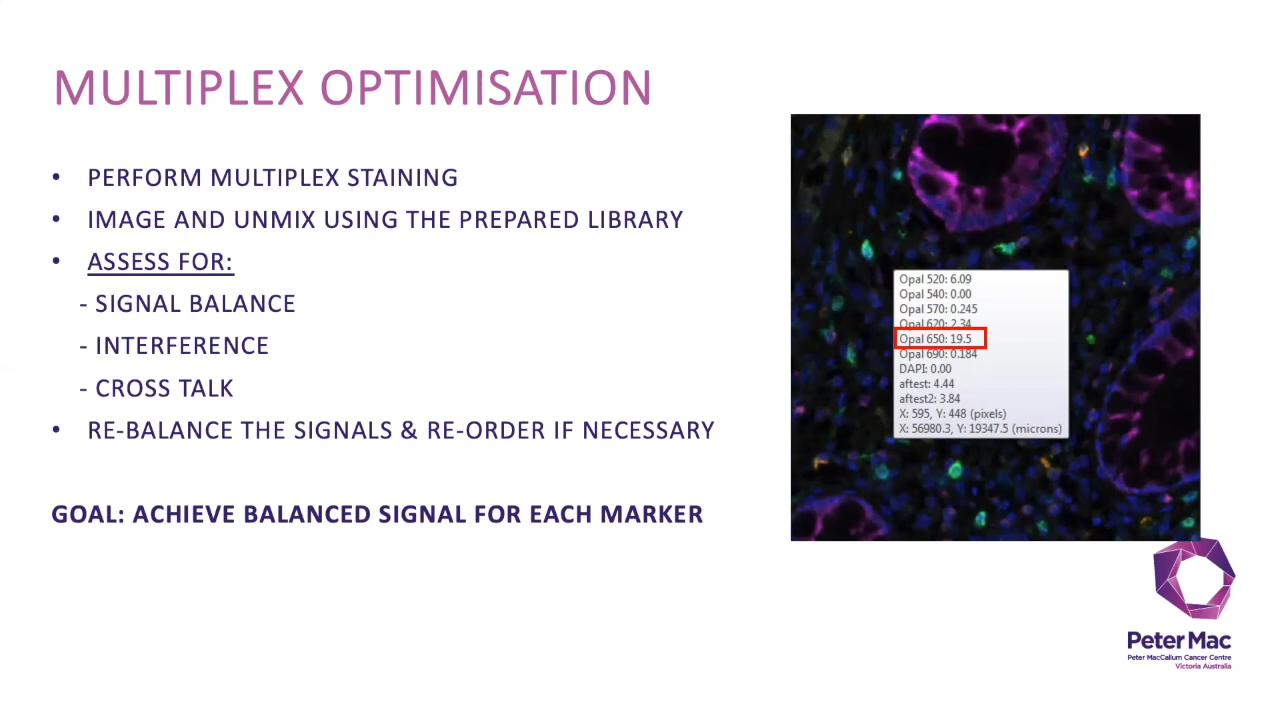 MULTIPLEX OPTIMISATION
• PERFORM MULTIPLEX STAINING
• IMAGE AND UNMIX USING THE PREPARED LIBRARY
• ASSESS FOR:
- SIGNAL BALANCE
- INTERFERENCE
- CROSS TALK
• RE-BALANCE THE SIGNALS & RE-ORDER IF NECESSARY
GOAL: ACHIEVE BALANCED SIGNAL FOR EACH MARKER
Opal 520: 6.09
Opal 540: 0.00
Opal 570: 0.245
Opal 620: 2.34
Opal 650: 19.5
Opal 690: 0.184
DAPI: 0.00
aftest: 4.44
aftest2: 3.84
X: 595, Y: 448 (pixels)
X: 56980.3, Y: 19347.5 (microns)
Peter Mac
Peter MacCallum Cancer Centre
Victoria Australia